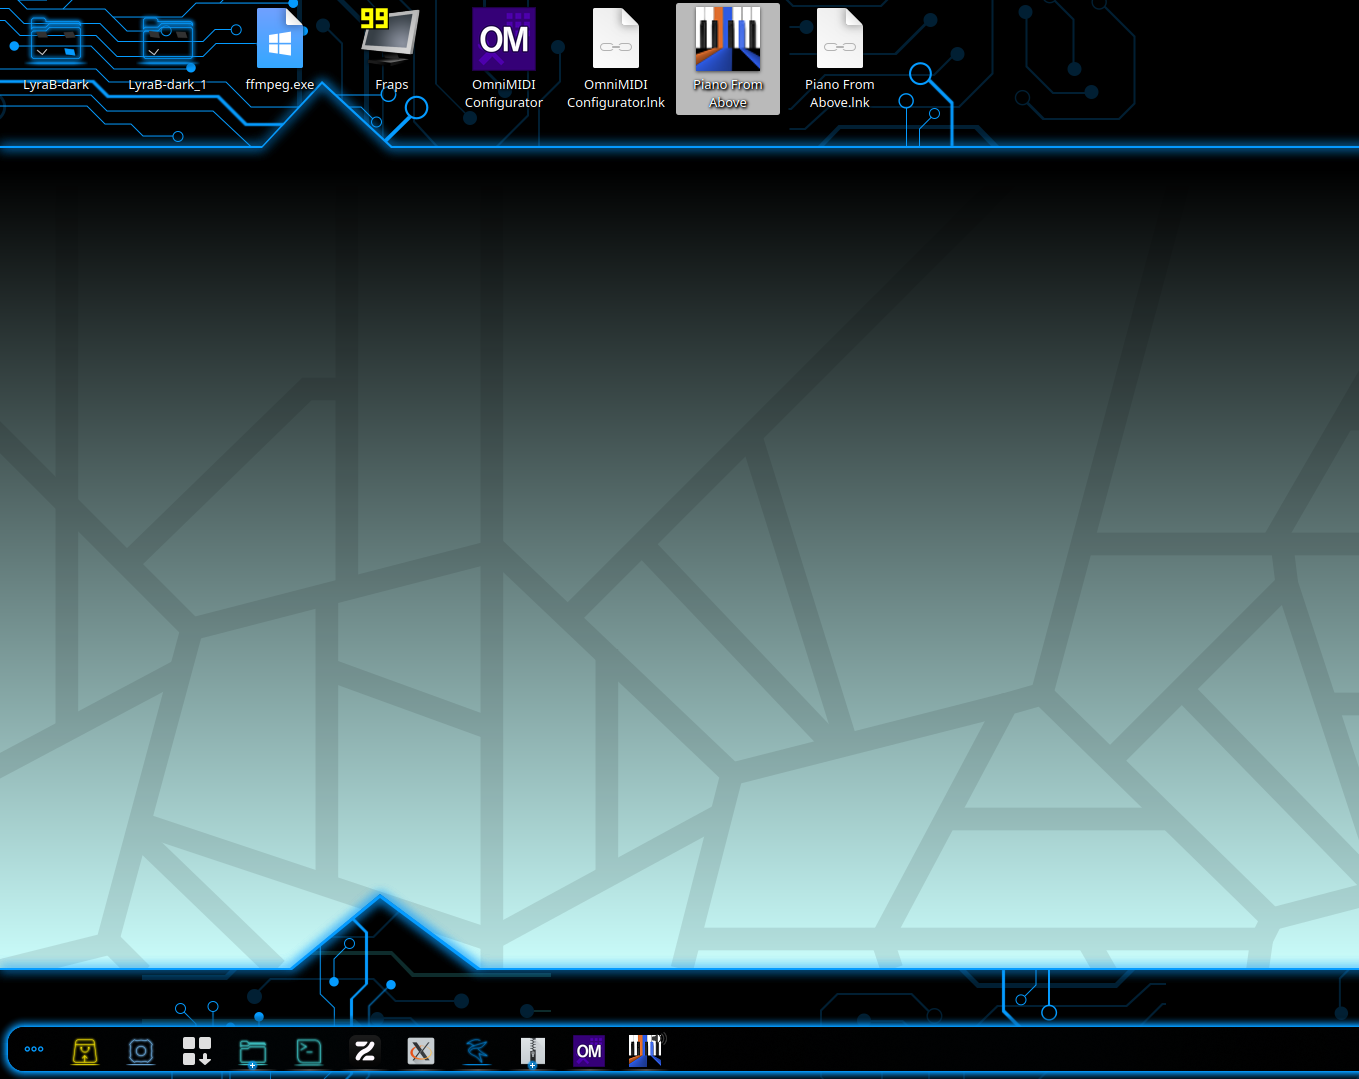 LyraB-dark
LyraB-dark_1
ffmpeg.exe
99
Fraps
OM
OmniMIDI
Configurator
OmniMIDI
Configurator.lnk
Piano From
Above
Piano From
Above.lnk
OM